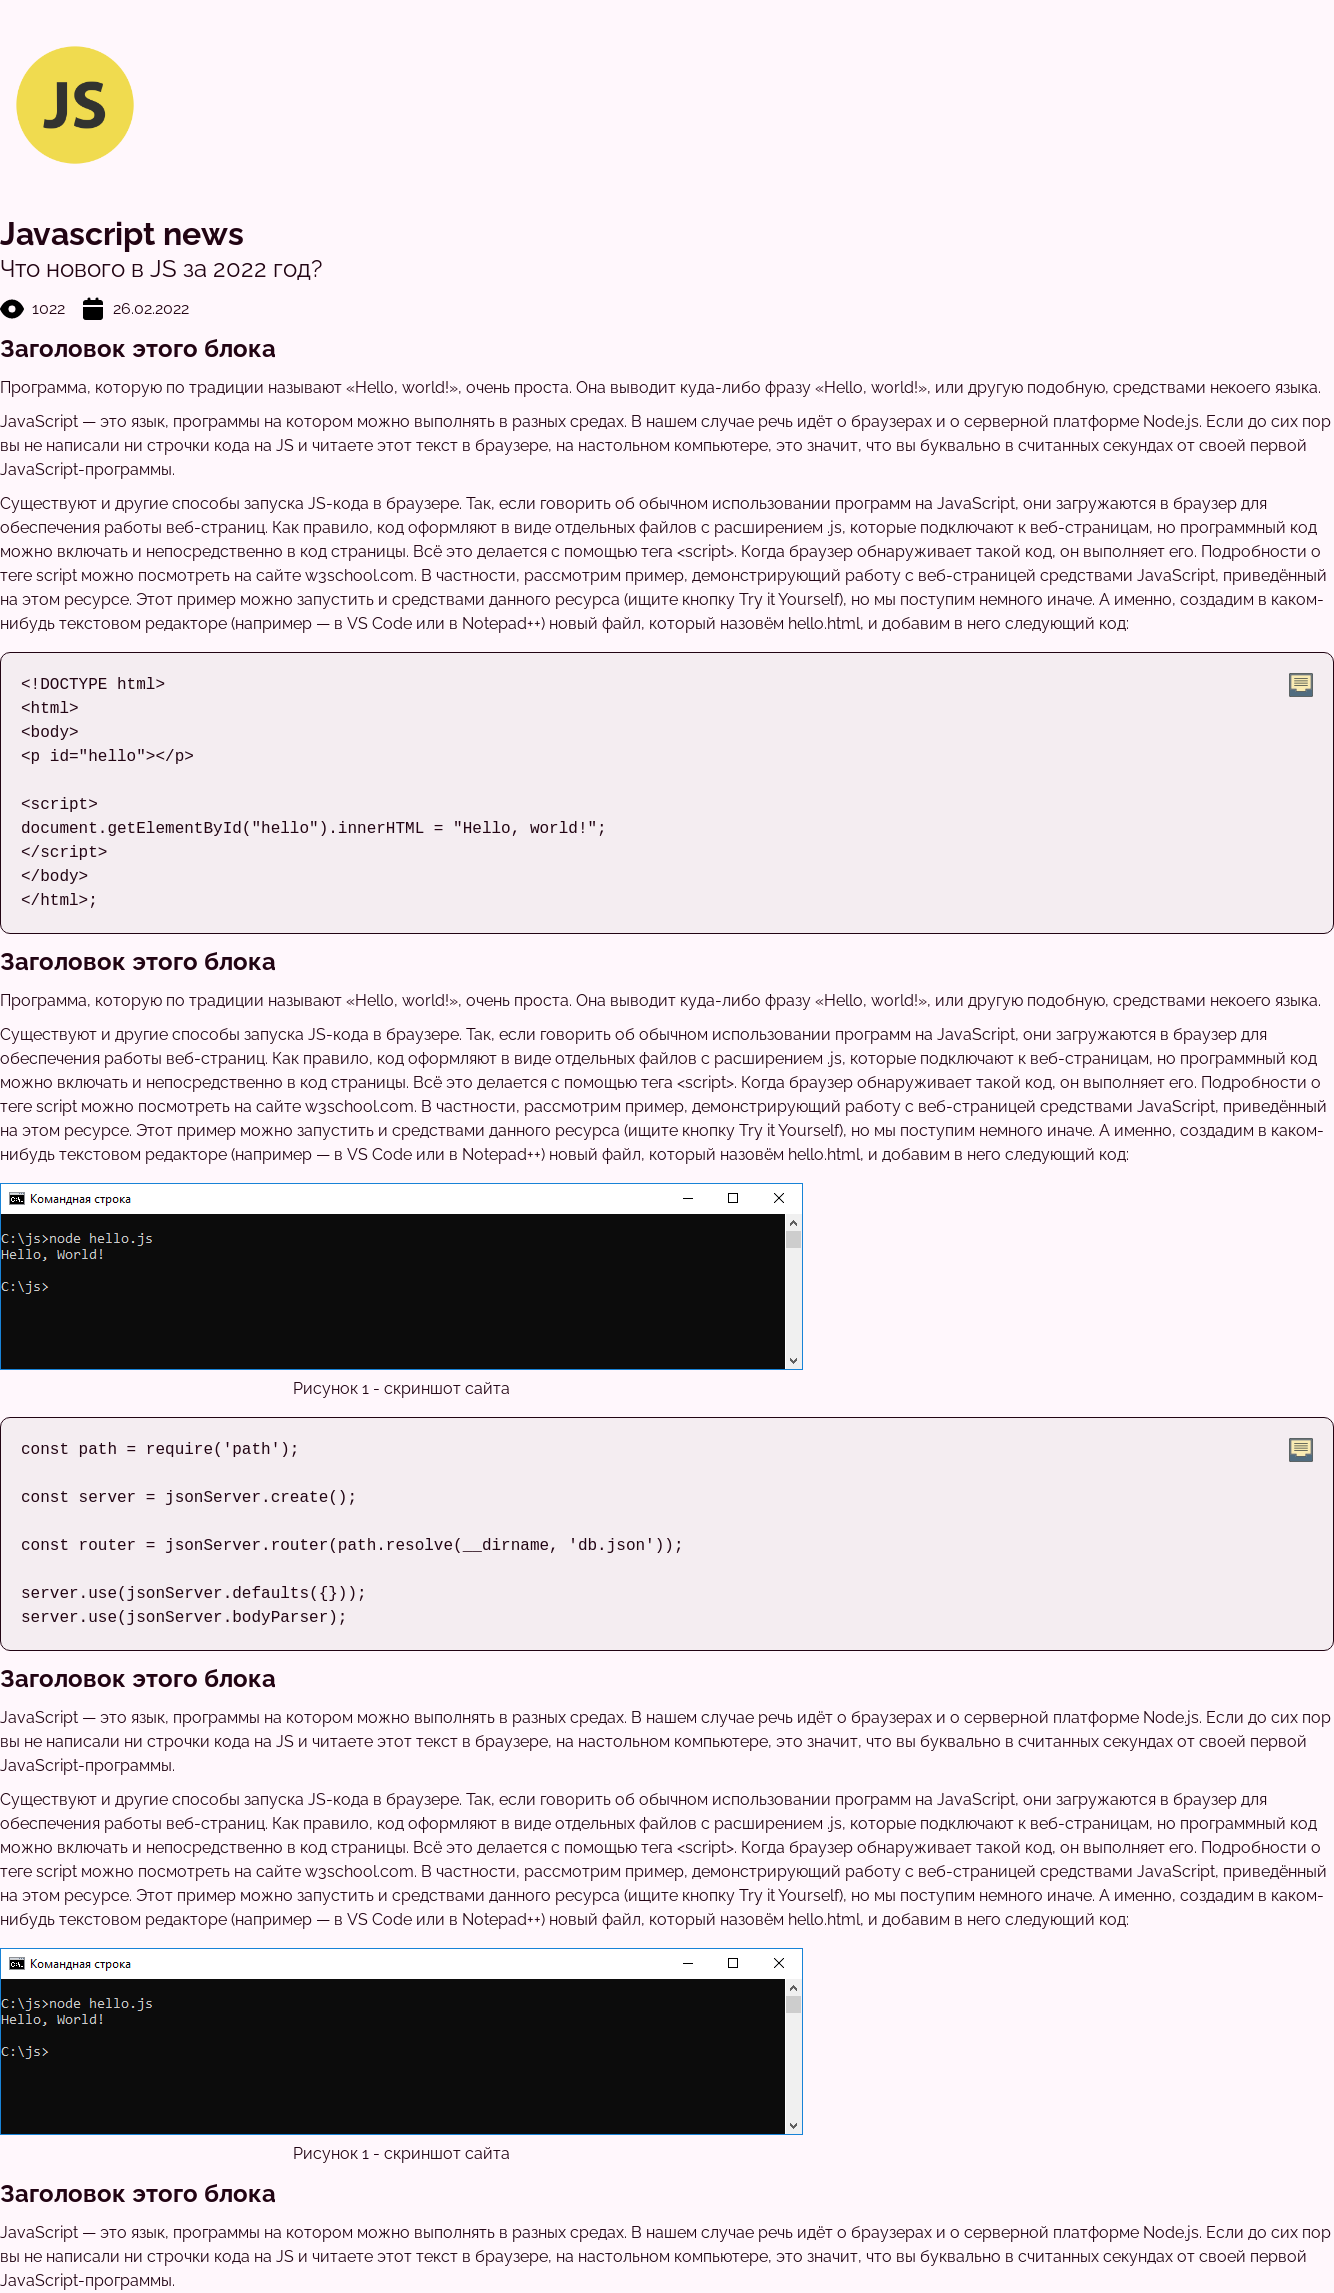 JS
Javascript news
Что нового в JS за 2022 год?
1022 26.02.2022
Заголовок этого блока
Программа, которую по традиции называют «Hello, world!», очень проста. Она выводит куда-либо фразу «Hello, world!», или другую подобную, средствами некоего языка.
JavaScript — это язык, программы на котором можно выполнять в разных средах. В нашем случае речь идёт о браузерах и о серверной платформе Node.js. Если до сих пор
вы не написали ни строчки кода на JS и читаете этот текст в браузере, на настольном компьютере, это значит, что вы буквально в считанных секундах от своей первой
JavaScript-программы.
Существуют и другие способы запуска JS-кода в браузере. Так, если говорить об обычном использовании программ на JavaScript, они загружаются в браузер для
обеспечения работы веб-страниц. Как правило, код оформляют в виде отдельных файлов с расширением .js, которые подключают к веб-страницам, но программный код
можно включать и непосредственно в код страницы. Всё это делается с помощью тега <script>. Когда браузер обнаруживает такой код, он выполняет его. Подробности о
теге script можно посмотреть на сайте w3school.com. В частности, рассмотрим пример, демонстрирующий работу с веб-страницей средствами JavaScript, приведённый
на этом ресурсе. Этот пример можно запустить и средствами данного ресурса (ищите кнопку Try it Yourself), но мы поступим немного иначе. А именно, создадим в каком-
нибудь текстовом редакторе (например — в VS Code или в Notepad++) новый файл, который назовём hello.html, и добавим в него следующий код:
<!DOCTYPE html>
<html>
<body>
<p id="hello"></p>
<script>
document.getElementById("hello").innerHTML = "Hello, world!";
</script>
</body>
</html>;
Заголовок этого блока
Программа, которую по традиции называют «Hello, world!», очень проста. Она выводит куда-либо фразу «Hello, world!», или другую подобную, средствами некоего языка.
Существуют и другие способы запуска JS-кода в браузере. Так, если говорить об обычном использовании программ на JavaScript, они загружаются в браузер для
обеспечения работы веб-страниц. Как правило, код оформляют в виде отдельных файлов с расширением .js, которые подключают к веб-страницам, но программный код
можно включать и непосредственно в код страницы. Всё это делается с помощью тега <script>. Когда браузер обнаруживает такой код, он выполняет его. Подробности о
теге script можно посмотреть на сайте w3school.com. В частности, рассмотрим пример, демонстрирующий работу с веб-страницей средствами JavaScript, приведённый
на этом ресурсе. Этот пример можно запустить и средствами данного ресурса (ищите кнопку Try it Yourself), но мы поступим немного иначе. А именно, создадим в каком-
нибудь текстовом редакторе (например — в VS Code или в Notepad++) новый файл, который назовём hello.html, и добавим в него следующий код:
Командная строка
C:\js>node hello.js
Hello, World!
C:\js>
Рисунок 1 - скриншот сайта
const path = require('path');
const server = jsonServer.create();
const router = jsonServer.router(path.resolve(__dirname, 'db.json'));
server.use(jsonServer.defaults({}));
server.use(jsonServer.bodyParser);
Заголовок этого блока
JavaScript — это язык, программы на котором можно выполнять в разных средах. В нашем случае речь идёт о браузерах и о серверной платформе Node.js. Если до сих пор
вы не написали ни строчки кода на JS и читаете этот текст в браузере, на настольном компьютере, это значит, что вы буквально в считанных секундах от своей первой
JavaScript-программы.
Существуют и другие способы запуска JS-кода в браузере. Так, если говорить об обычном использовании программ на JavaScript, они загружаются в браузер для
обеспечения работы веб-страниц. Как правило, код оформляют в виде отдельных файлов с расширением .js, которые подключают к веб-страницам, но программный код
можно включать и непосредственно в код страницы. Всё это делается с помощью тега <script>. Когда браузер обнаруживает такой код, он выполняет его. Подробности о
теге script можно посмотреть на сайте w3school.com. В частности, рассмотрим пример, демонстрирующий работу с веб-страницей средствами JavaScript, приведённый
на этом ресурсе. Этот пример можно запустить и средствами данного ресурса (ищите кнопку Try it Yourself), но мы поступим немного иначе. А именно, создадим в каком-
нибудь текстовом редакторе (например — в VS Code или в Notepad++) новый файл, который назовём hello.html, и добавим в него следующий код:
Командная строка
C:\js>node hello.js
Hello, World!
C:\js>
Рисунок 1 - скриншот сайта
Заголовок этого блока
JavaScript — это язык, программы на котором можно выполнять в разных средах. В нашем случае речь идёт о браузерах и о серверной платформе Node.js. Если до сих пор
вы не написали ни строчки кода на JS и читаете этот текст в браузере, на настольном компьютере, это значит, что вы буквально в считанных секундах от своей первой
JavaScript-программы.